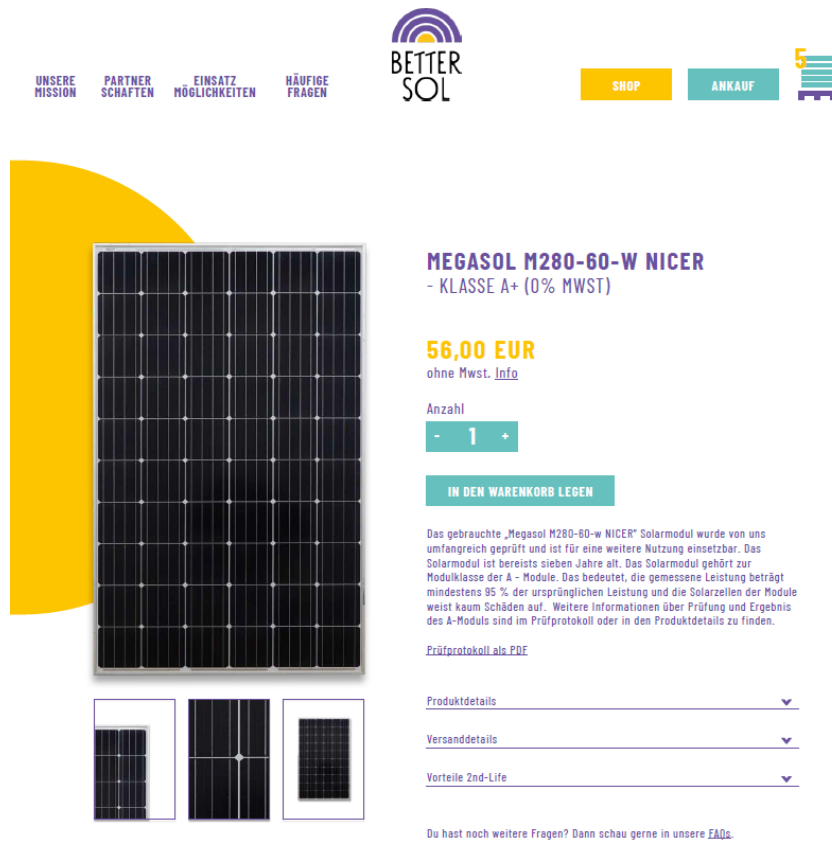 UNSERE
MISSION
PARTNER
SCHAFTEN
EINSATZ
MÖGLICHKEITEN
HÄUFIGE
FRAGEN
BETTER
SOL
SHOP
ANKAUF
5
MEGASOL M280-60-W NICER
- KLASSE A+ (0% MWST)
56,00 EUR
ohne Mwst. Info
Anzahl
- 1 +
IN DEN WARENKORB LEGEN
Das gebrauchte „Megasol M280-60-w NICER" Solarmodul wurde von uns
umfangreich geprüft und ist für eine weitere Nutzung einsetzbar. Das
Solarmodul ist bereists sieben Jahre alt. Das Solarmodul gehört zur
Modulklasse der A - Module. Das bedeutet, die gemessene Leistung beträgt
mindestens 95 % der ursprünglichen Leistung und die Solarzellen der Module
weist kaum Schäden auf. Weitere Informationen über Prüfung und Ergebnis
des A-Moduls sind im Prüfprotokoll oder in den Produktdetails zu finden.
Prüfprotokoll als PDF
Produktdetails
Versanddetails
Vorteile 2nd-Life
Du hast noch weitere Fragen? Dann schau gerne in unsere FAQs.